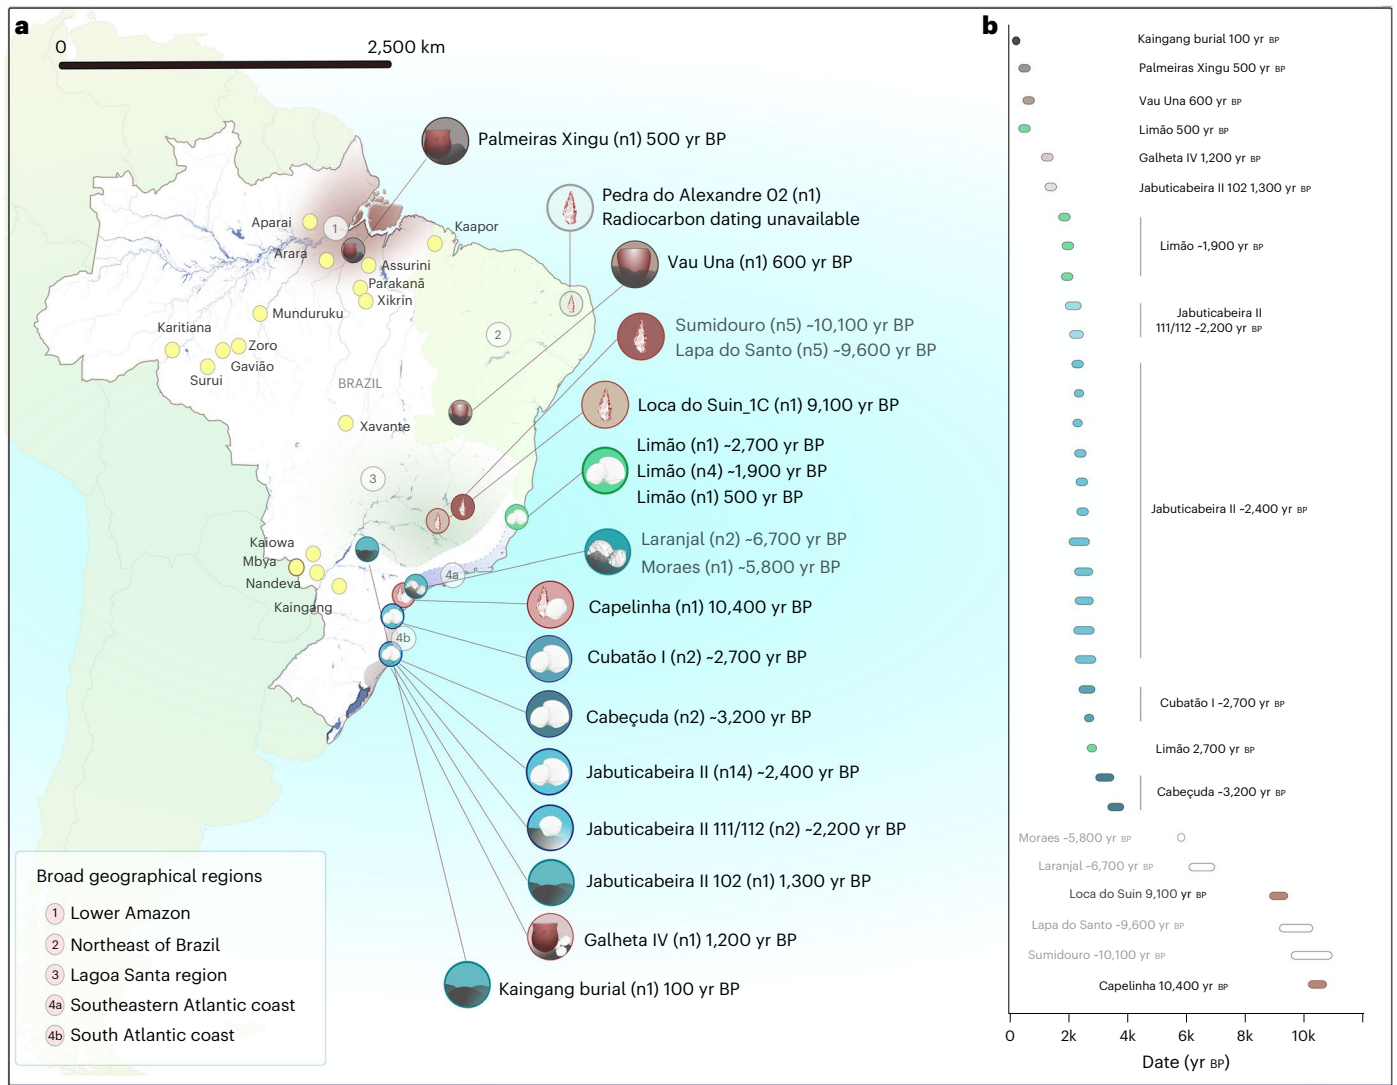 a
0 2,500 km
Palmeiras Xingu (n1) 500 yr BP
Pedra do Alexandre 02 (n1)
Radiocarbon dating unavailable
Vau Una (n1) 600 yr BP
Sumidouro (n5) ~10,100 yr BP
Lapa do Santo (n5) ~9,600 yr BP
Loca do Suin_1C (n1) 9,100 yr BP
Limão (n1) ~2,700 yr BP
Limão (n4) ~1,900 yr BP
Limão (n1) 500 yr BP
Laranjal (n2) ~6,700 yr BP
Moraes (n1) ~5,800 yr BP
Capelinha (n1) 10,400 yr BP
Cubatão I (n2) ~2,700 yr BP
Cabeçuda (n2) ~3,200 yr BP
Jabuticabeira II (n14) ~2,400 yr BP
Jabuticabeira II 111/112 (n2) ~2,200 yr BP
Jabuticabeira II 102 (n1) 1,300 yr BP
Galheta IV (n1) 1,200 yr BP
Kaingang burial (n1) 100 yr BP
Aparai
1
Kaapor
Arara
Assurini
Parakanã
Xikrin
Munduruku
2
Karitiana
Zoro
Gavião
Surui
BRAZIL
Xavante
3
Kaiowa
Mbya
Nandeva
Kaingang
4a
4b
Broad geographical regions
1 Lower Amazon
2 Northeast of Brazil
3 Lagoa Santa region
4a Southeastern Atlantic coast
4b South Atlantic coast
b
Kaingang burial 100 yr BP
Palmeiras Xingu 500 yr BP
Vau Una 600 yr BP
Limão 500 yr BP
Galheta IV 1,200 yr BP
Jabuticabeira II 102 1,300 yr BP
Limão ~1,900 yr BP
Jabuticabeira II
111/112 ~2,200 yr BP
Jabuticabeira II ~2,400 yr BP
Cubatão I ~2,700 yr BP
Limão 2,700 yr BP
Cabeçuda ~3,200 yr BP
Moraes ~5,800 yr BP
Laranjal ~6,700 yr BP
Loca do Suin 9,100 yr BP
Lapa do Santo ~9,600 yr BP
Sumidouro ~10,100 yr BP
Capelinha 10,400 yr BP
0 2k 4k 6k 8k 10k
Date (yr BP)